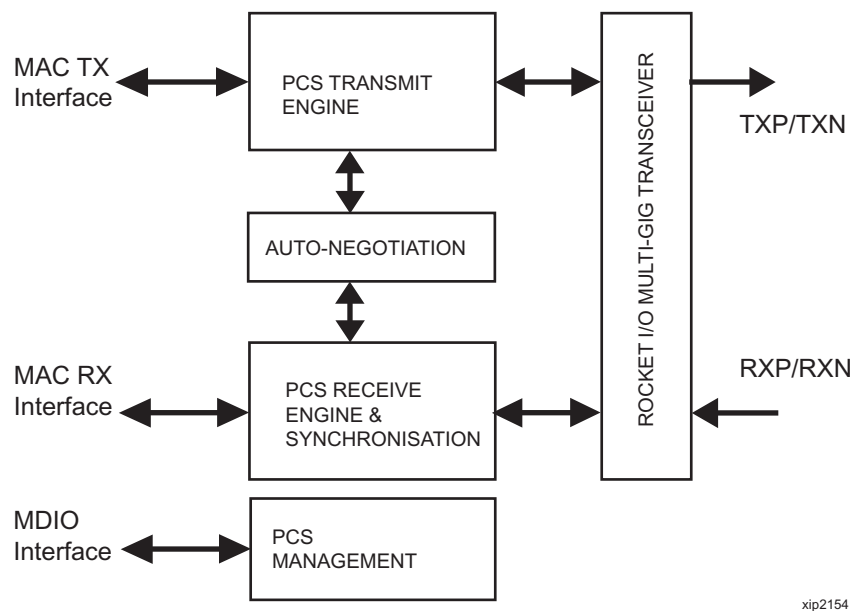 MAC TX
Interface
PCS TRANSMIT
ENGINE
ROCKET I/O MULTI-GIG TRANSCEIVER
TXP/TXN
AUTO-NEGOTIATION
MAC RX
Interface
PCS RECEIVE
ENGINE &
SYNCHRONISATION
RXP/RXN
MDIO
Interface
PCS
MANAGEMENT
xip2154